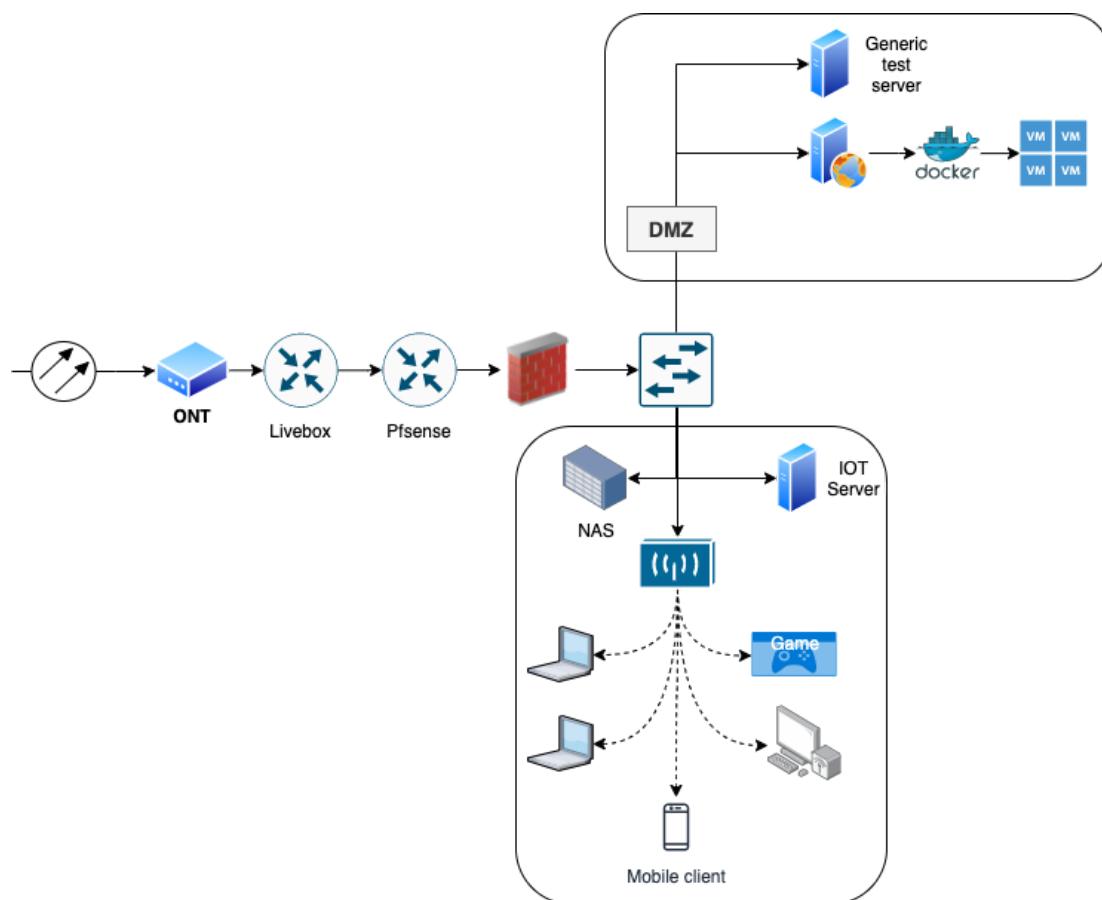 Generic
test
server
VM VM
docker
VM VM
DMZ
ONT
Livebox
Pfsense
IOT
Server
NAS
Game
Mobile client